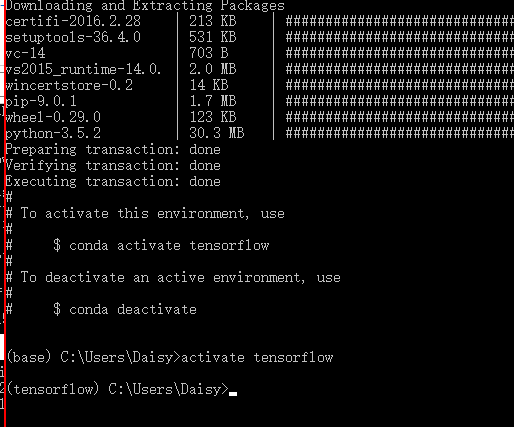 Downloading and Extracting Packages
certifi-2016.2.28 | 213 KB | ##############################
setuptools-36.4.0 | 531 KB | ##############################
vc-14 | 703 B | ##############################
vs2015_runtime-14.0. | 2.0 MB | ##############################
wincertstore-0.2 | 14 KB | ##############################
pip-9.0.1 | 1.7 MB | ##############################
wheel-0.29.0 | 123 KB | ##############################
python-3.5.2 | 30.3 MB | ##############################
Preparing transaction: done
Verifying transaction: done
Executing transaction: done
#
# To activate this environment, use
#
# $ conda activate tensorflow
#
# To deactivate an active environment, use
#
# $ conda deactivate
(base) C:\Users\Daisy>activate tensorflow
(tensorflow) C:\Users\Daisy>